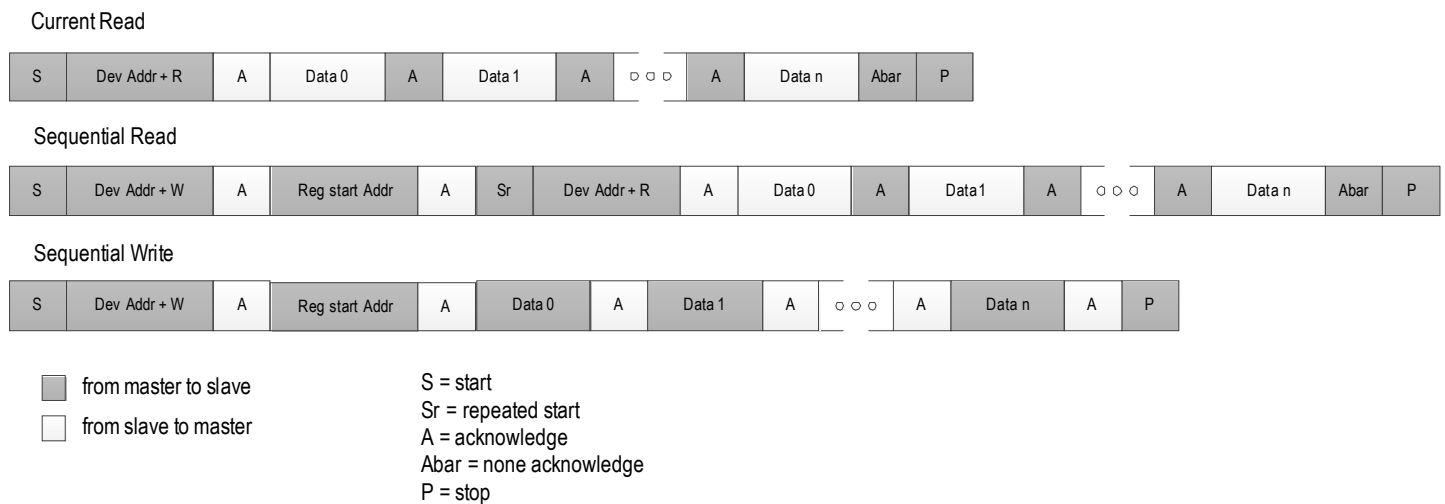 Current Read
S Dev Addr + R A Data 0 A Data 1 A A Data n Abar P
Sequential Read
S Dev Addr + W A Reg start Addr A Sr Dev Addr + R A Data 0 A Data1 A A Data n Abar P
Sequential Write
S Dev Addr + W A Reg start Addr A Data 0 A Data 1 A A Data n A P
from master to slave
from slave to master
S = start
Sr = repeated start
A = acknowledge
Abar = none acknowledge
P = stop